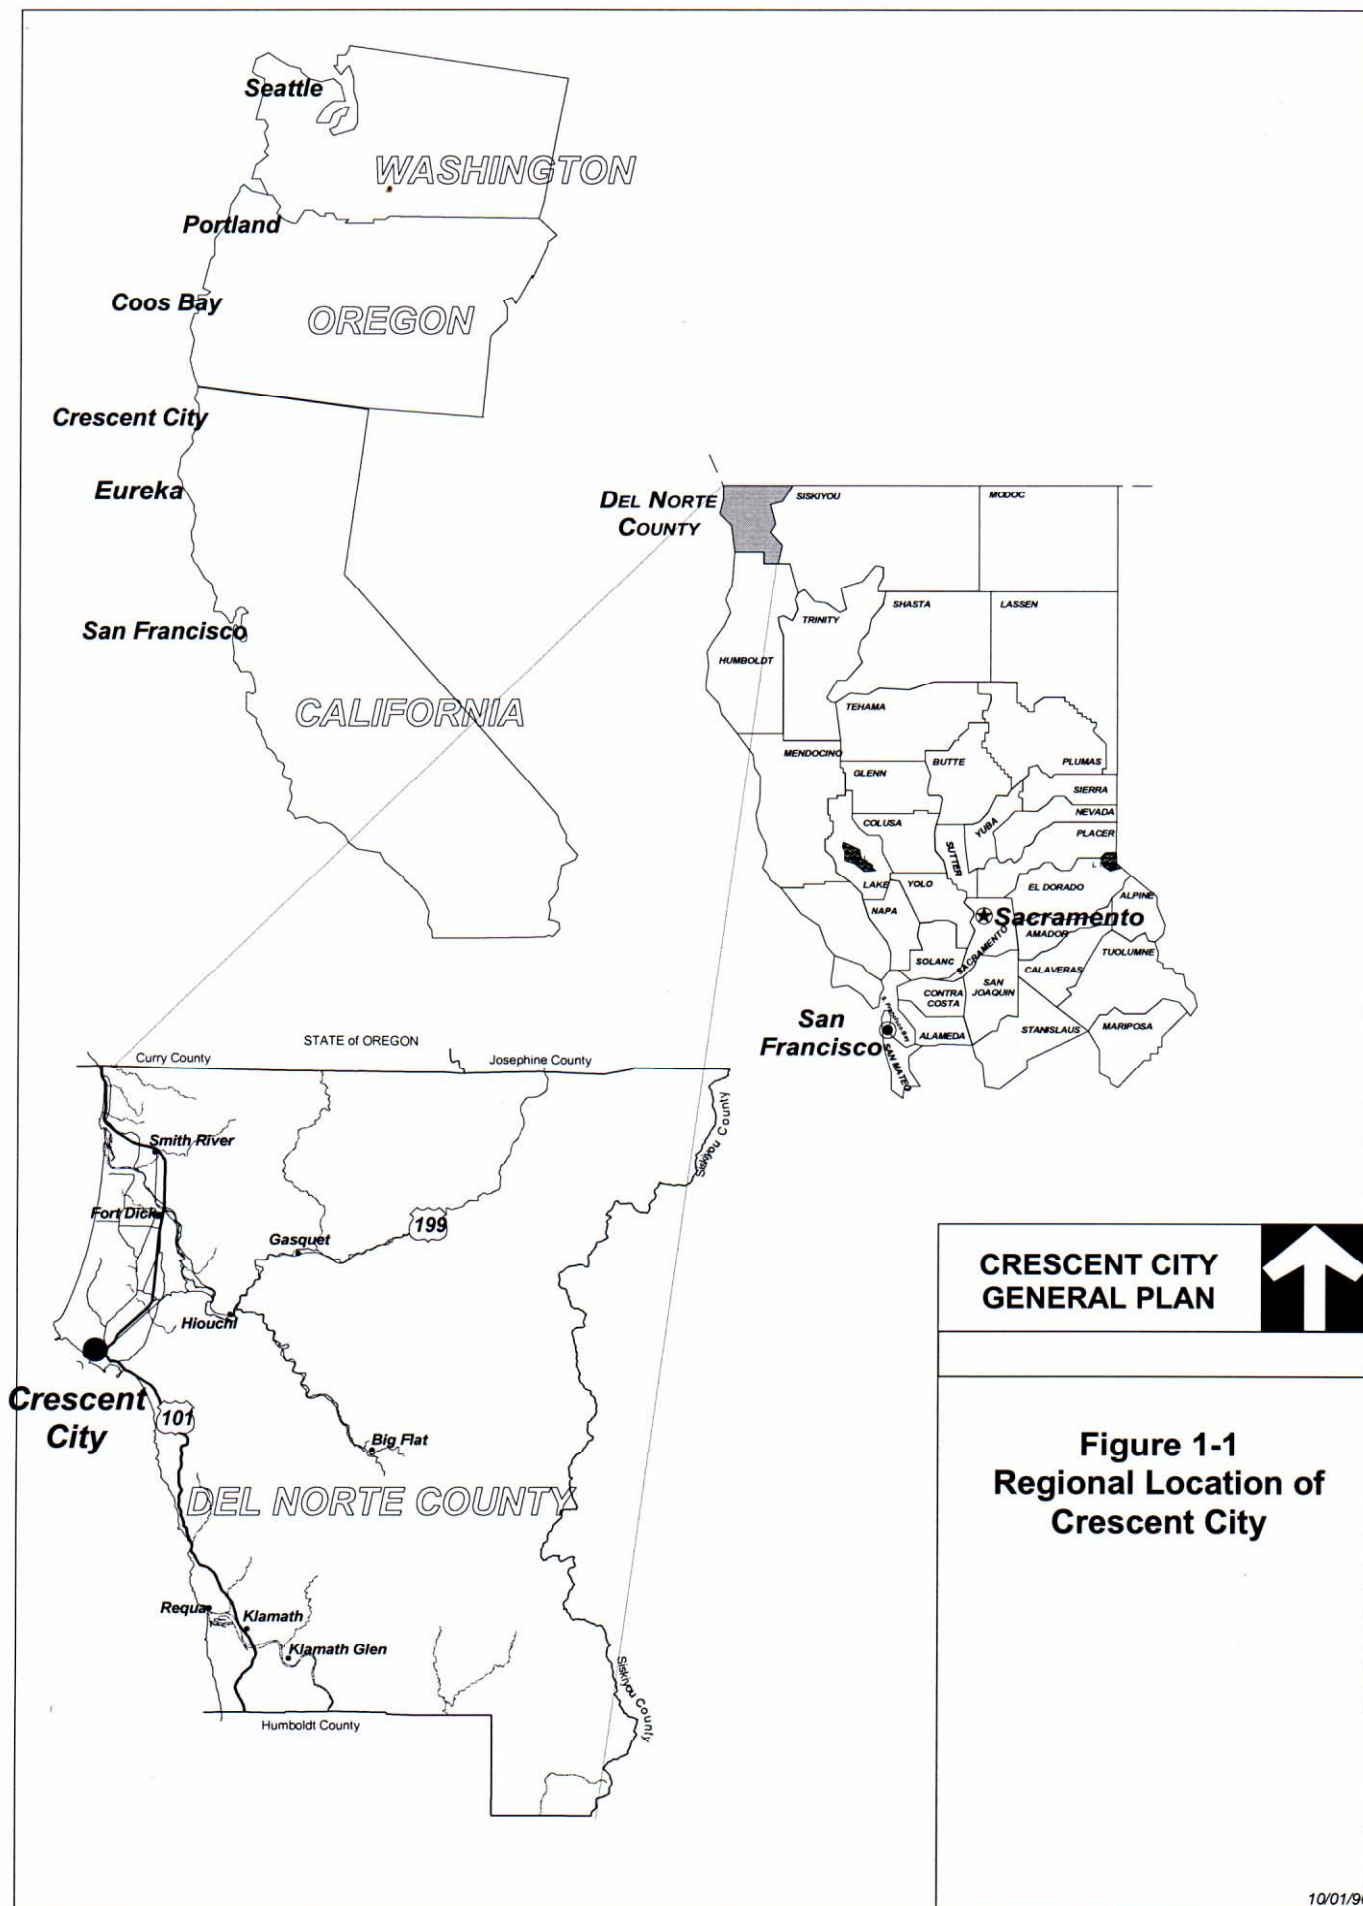 Seattle
WASHINGTON
Portland
Coos Bay
OREGON
Crescent City
Eureka
San Francisco
CALIFORNIA
DEL NORTE
COUNTY
SISKIYOU
MODOC
SHASTA
LASSEN
TRINITY
HUMBOLDT
TEHAMA
MENDOCINO
GLENN
BUTTE
PLUMAS
SIERRA
NEVADA
COLUSA
YUBA
PLACER
SUTTER
L
LAKE
YOLO
EL DORADO
ALPINE
NAPA
Sacramento
AMADOR
SACRAMENTO
SOLANC
TUOLUMNE
CALAVERAS
SAN
JOAQUIN
CONTRA
COSTA
S. Francisco Bay
San
Francisco
ALAMEDA
STANISLAUS
MARIPOSA
SAN MATEO
STATE of OREGON
Curry County
Josephine County
Siskiyou County
Smith River
Fort Dick
199
Gasquet
Hiouchi
Crescent
City
101
Big Flat
DEL NORTE COUNTY
Requa
Klamath
Klamath Glen
Siskiyou County
Humboldt County
CRESCENT CITY
GENERAL PLAN
Figure 1-1
Regional Location of
Crescent City